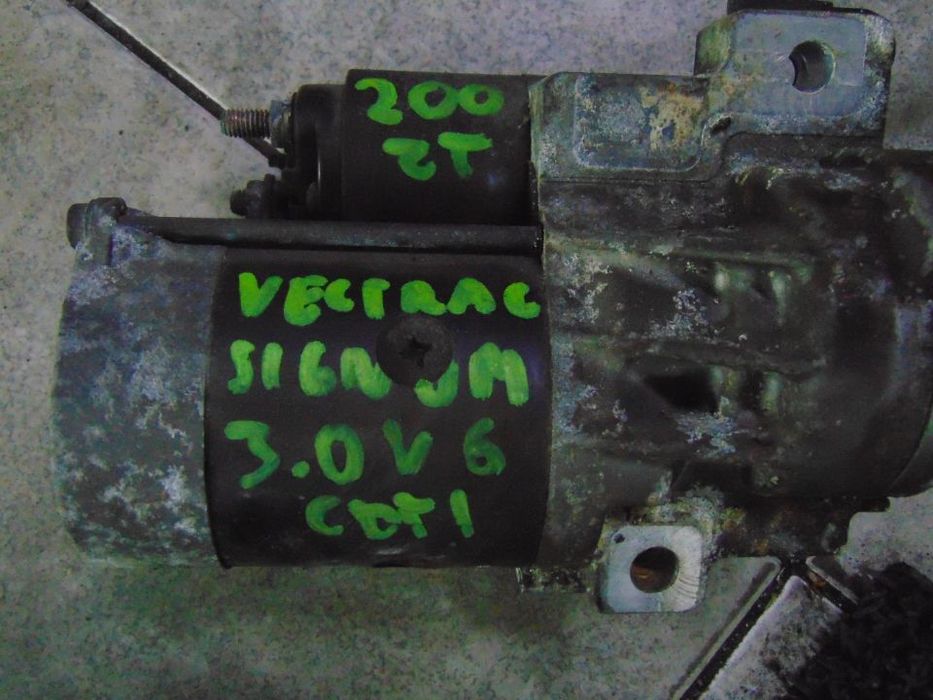 200
ZT
VECTRA C
SIGNUM
3.0 V6
CDTI